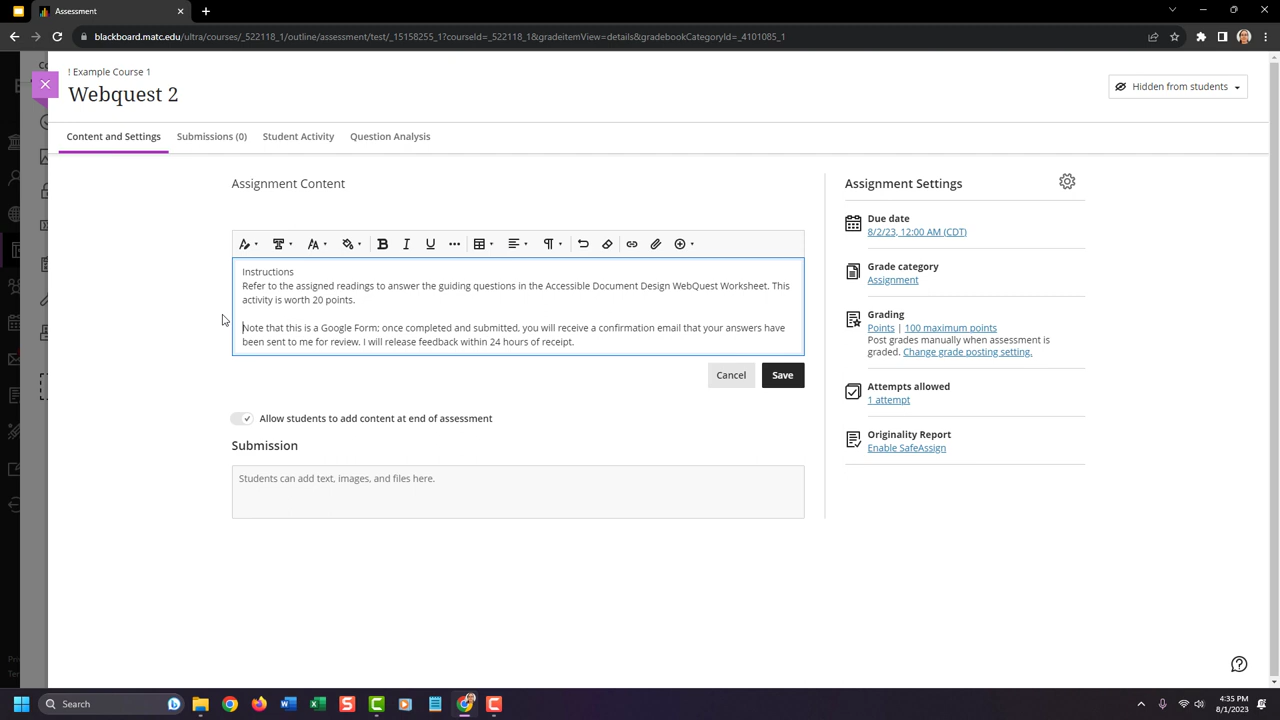 Assessment
blackboard.matc.edu/ultra/courses/_522118_1/outline/assessment/test/_15158255_1?courseId=_522118_1&gradeitemView=details&gradebookCategoryId=_4101085_1
! Example Course 1
Webquest 2
Hidden from students
Content and Settings
Submissions (0)
Student Activity
Question Analysis
Assignment Content
Instructions
Refer to the assigned readings to answer the guiding questions in the Accessible Document Design WebQuest Worksheet. This
activity is worth 20 points.
Note that this is a Google Form; once completed and submitted, you will receive a confirmation email that your answers have
been sent to me for review. I will release feedback within 24 hours of receipt.
Cancel
Save
Allow students to add content at end of assessment
Submission
Students can add text, images, and files here.
Assignment Settings
Due date
8/2/23, 12:00 AM (CDT)
Grade category
Assignment
Grading
Points | 100 maximum points
Post grades manually when assessment is
graded. Change grade posting setting.
Attempts allowed
1 attempt
Originality Report
Enable SafeAssign
Search
4:35 PM
8/1/2023